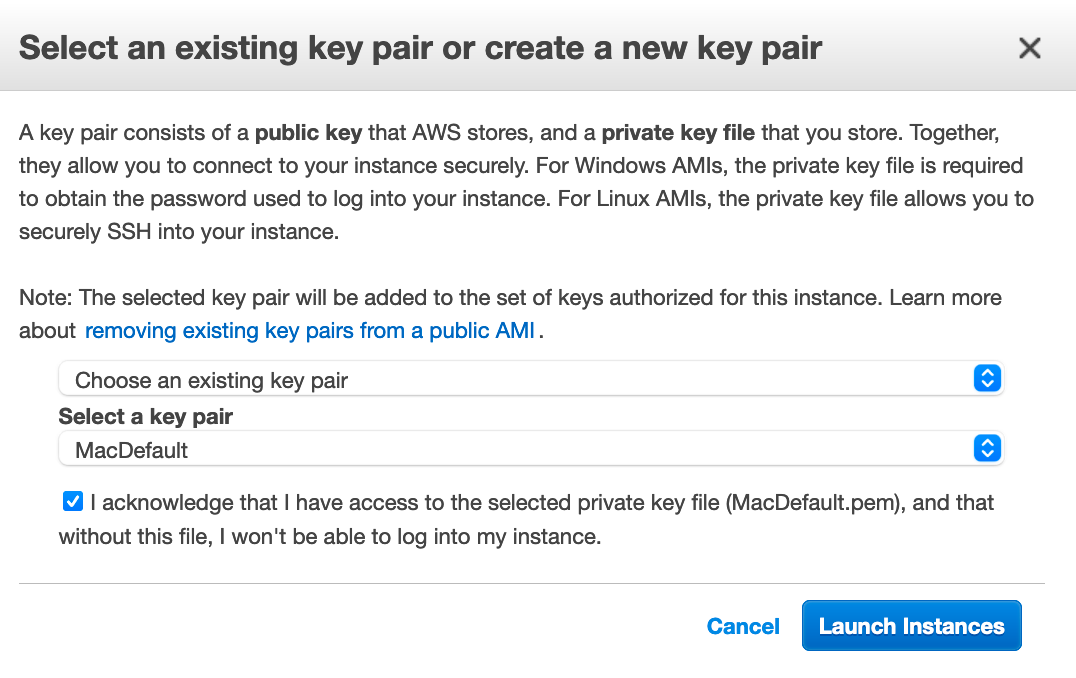 Select an existing key pair or create a new key pair
A key pair consists of a public key that AWS stores, and a private key file that you store. Together,
they allow you to connect to your instance securely. For Windows AMIs, the private key file is required
to obtain the password used to log into your instance. For Linux AMIs, the private key file allows you to
securely SSH into your instance.
Note: The selected key pair will be added to the set of keys authorized for this instance. Learn more
about removing existing key pairs from a public AMI.
Choose an existing key pair
Select a key pair
MacDefault
I acknowledge that I have access to the selected private key file (MacDefault.pem), and that
without this file, I won't be able to log into my instance.
Cancel Launch Instances